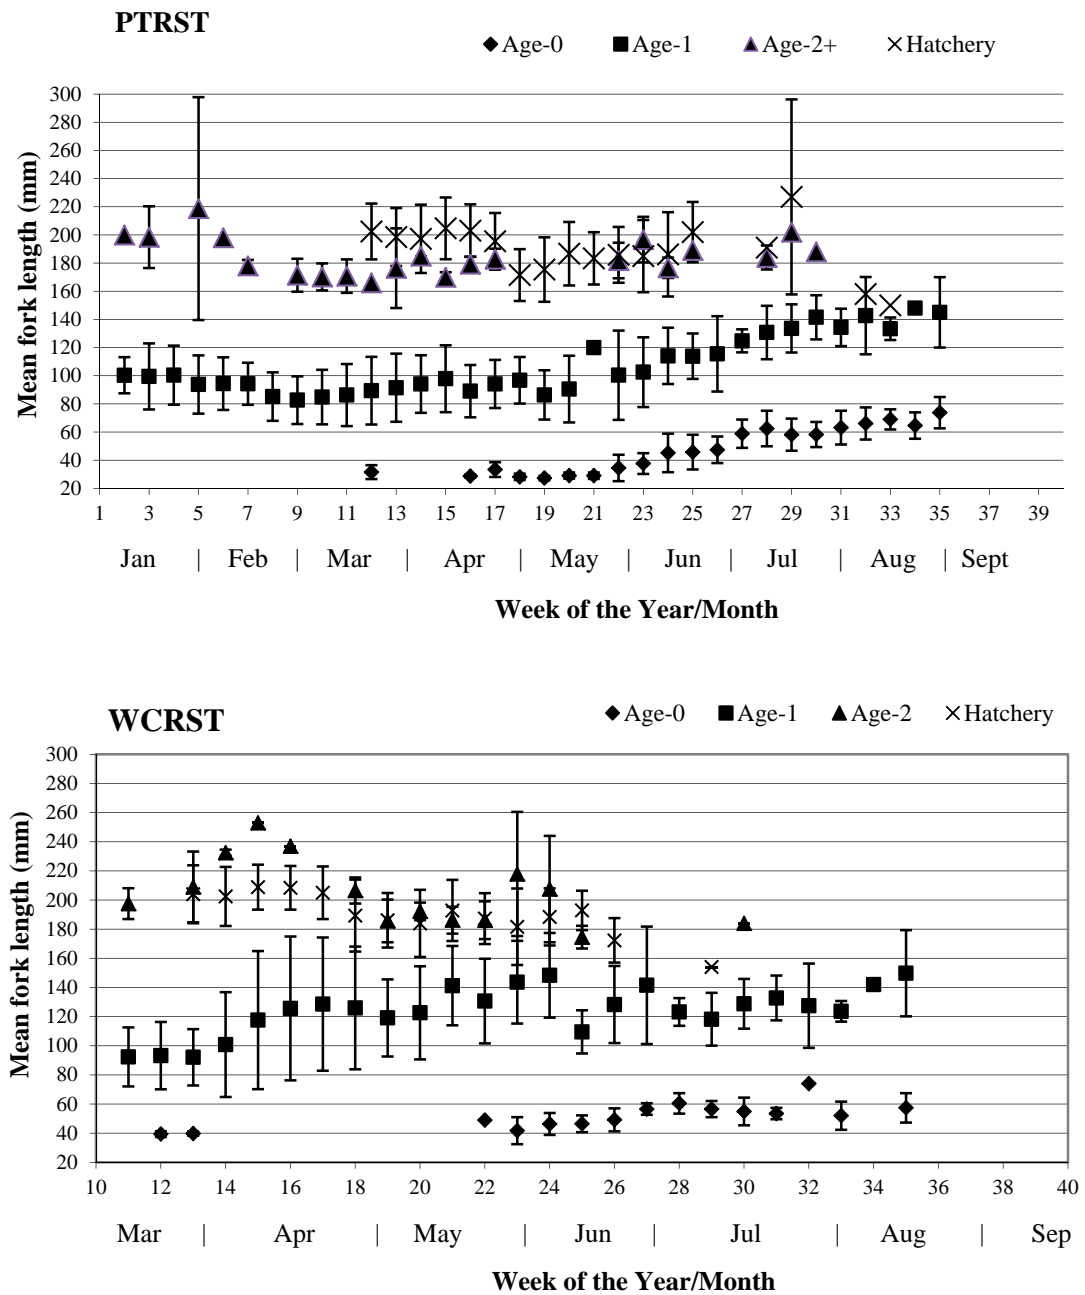 PTRST
Age-0 Age-1 Age-2+ Hatchery
300
280
260
240
220
200
180
160
140
120
100
80
60
40
20
Mean fork length (mm)
1 3 5 7 9 11 13 15 17 19 21 23 25 27 29 31 33 35 37 39
Jan | Feb | Mar | Apr | May | Jun | Jul | Aug | Sept
Week of the Year/Month
WCRST
Age-0 Age-1 Age-2 Hatchery
300
280
260
240
220
200
180
160
140
120
100
80
60
40
20
Mean fork length (mm)
10 12 14 16 18 20 22 24 26 28 30 32 34 36 38 40
Mar | Apr | May | Jun | Jul | Aug | Sep
Week of the Year/Month